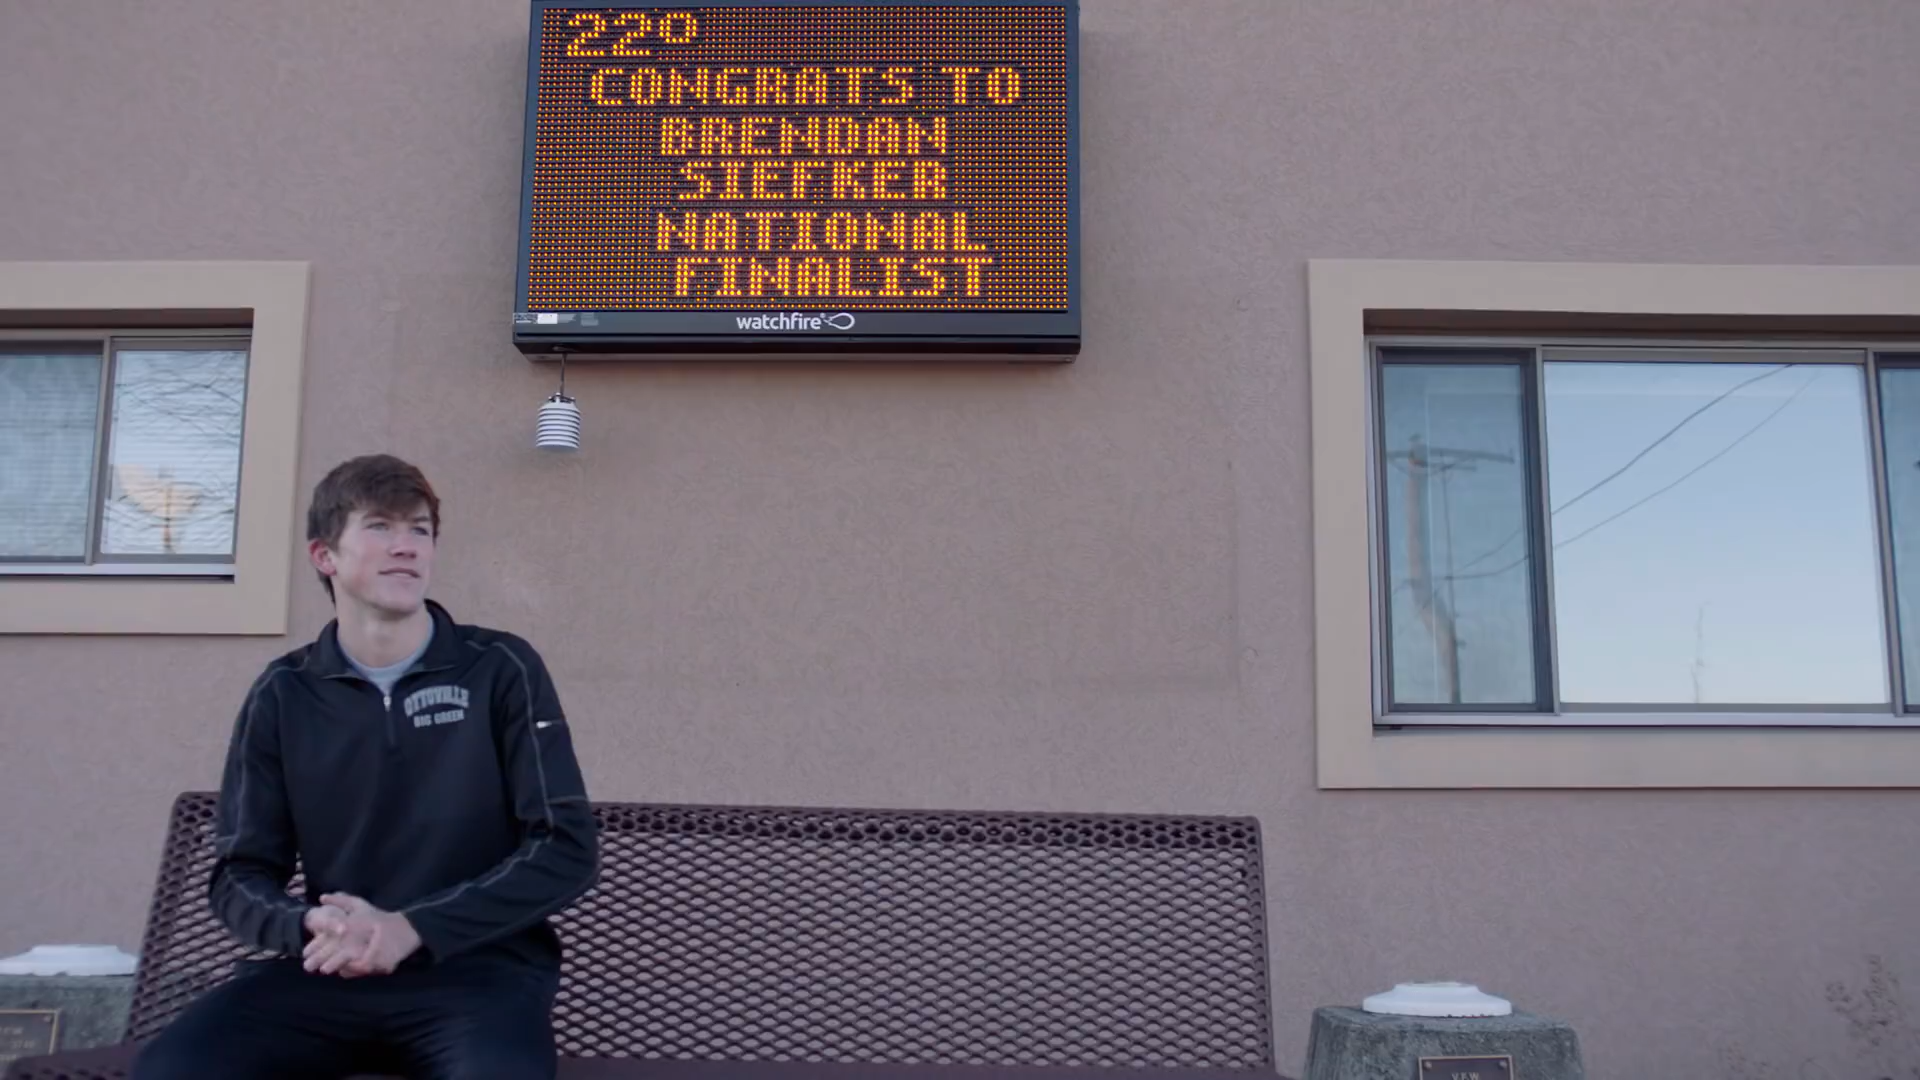 22°
CONGRATS TO
BRENDAN
SIEFKER
NATIONAL
FINALIST
watchfire
OTTOVILLE
BIG GREEN
V.F.W